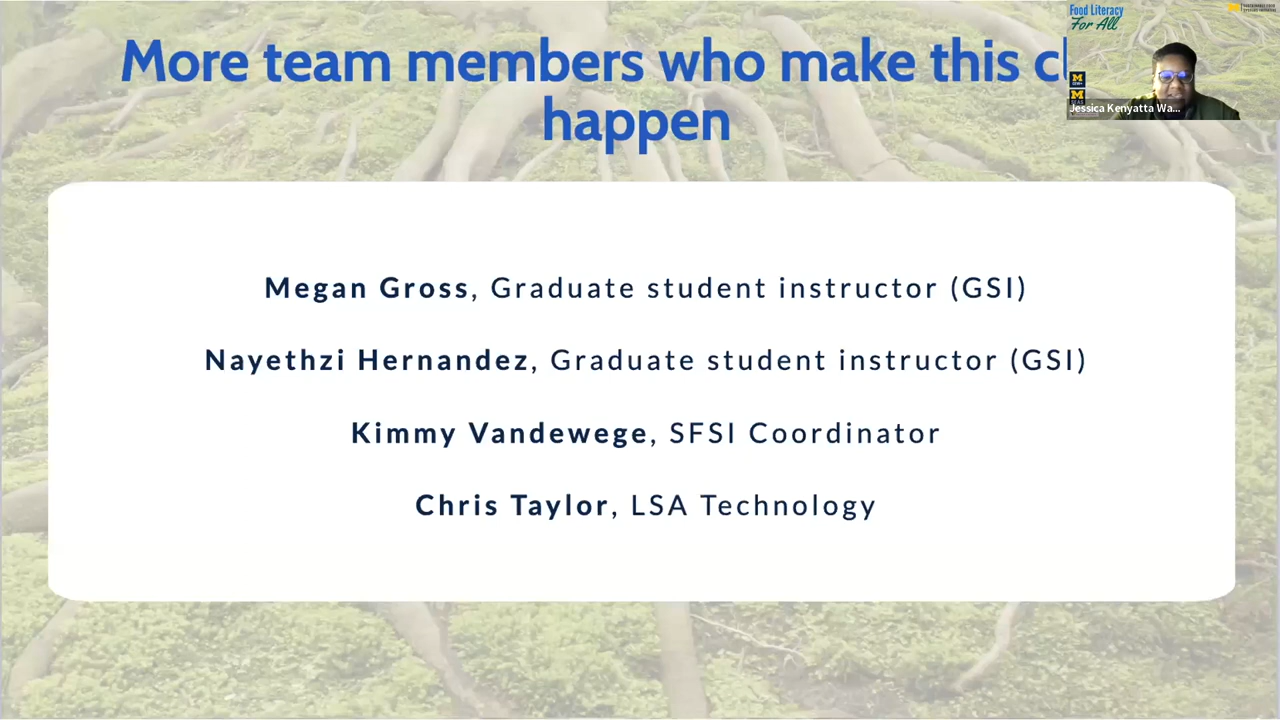 Food Literacy
For All
More team members who make this cl
happen
Jessica Kenyatta Wa...
Megan Gross, Graduate student instructor (GSI)
Nayethzi Hernandez, Graduate student instructor (GSI)
Kimmy Vandewege, SFSI Coordinator
Chris Taylor, LSA Technology